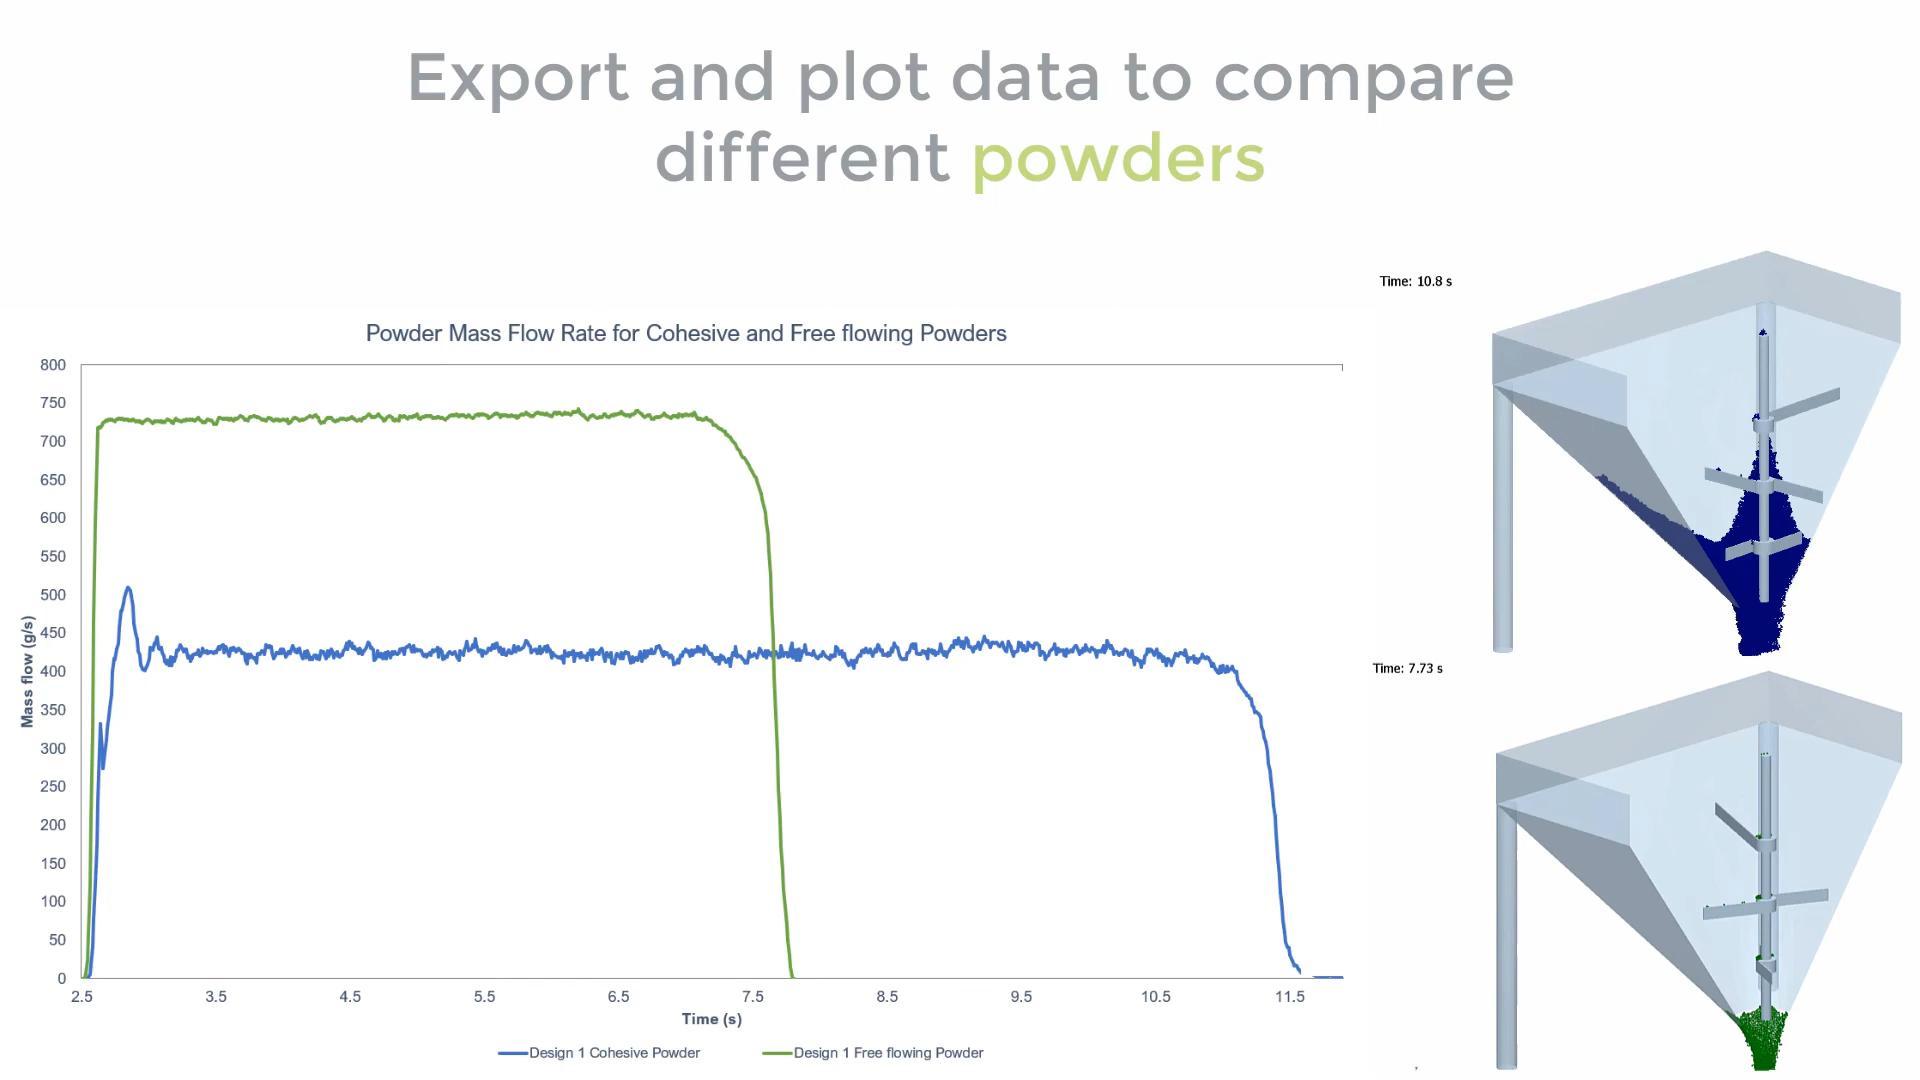 Export and plot data to compare
different powders
Time: 10.8 s
Powder Mass Flow Rate for Cohesive and Free flowing Powders
800
750
700
650
600
550
500
450
400
350
300
250
200
150
100
50
0
Mass flow (g/s)
2.5 3.5 4.5 5.5 6.5 7.5 8.5 9.5 10.5 11.5
Time (s)
Design 1 Cohesive Powder Design 1 Free flowing Powder
Time: 7.73 s